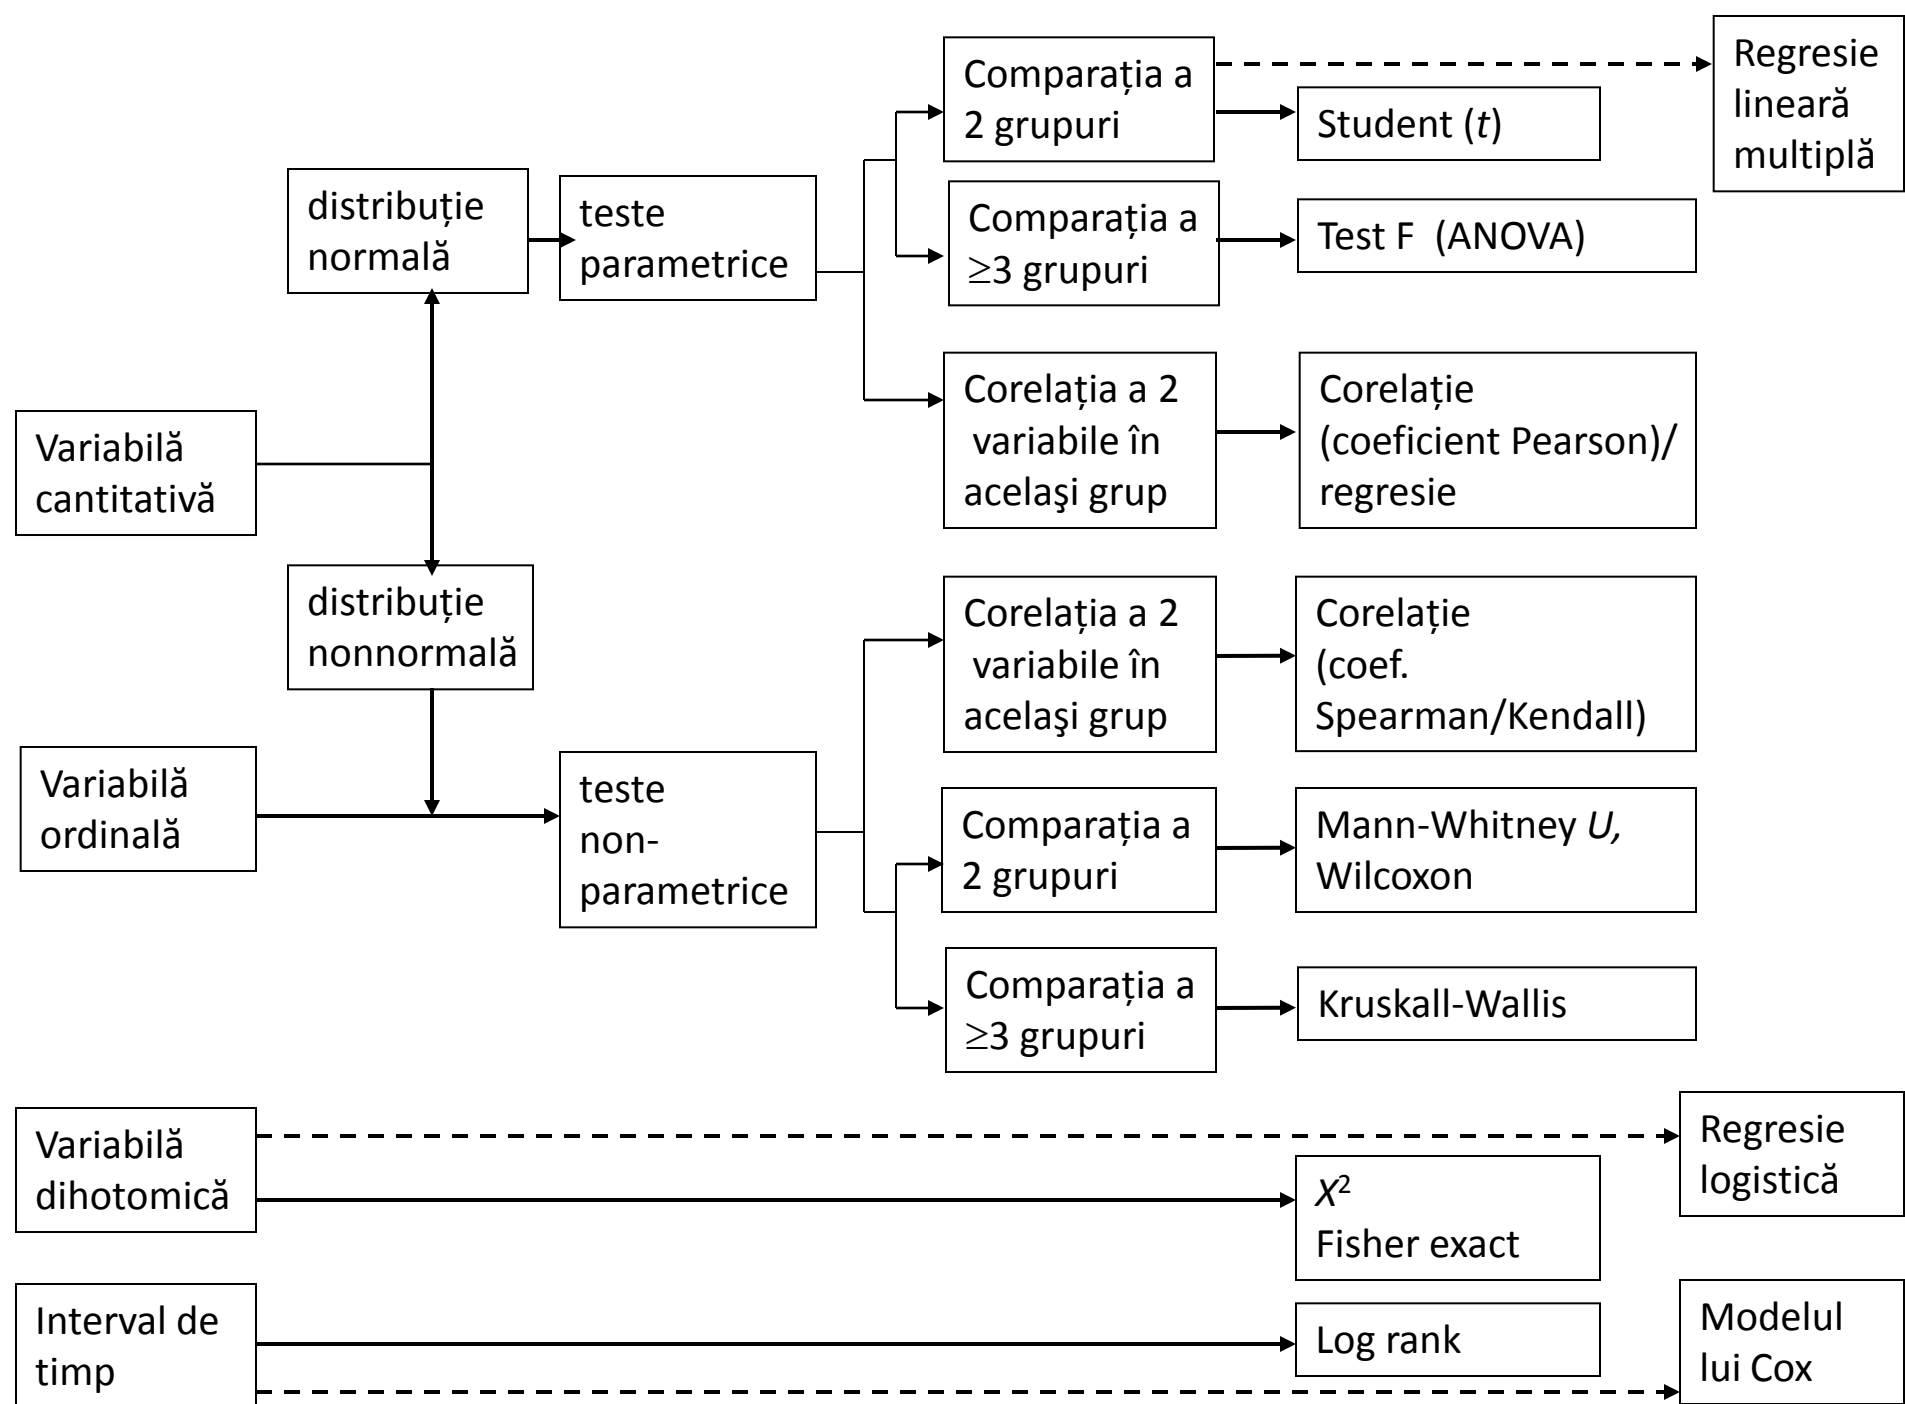 Comparația a
2 grupuri
Regresie
lineară
multiplă
Student (t)
distribuție
normală
teste
parametrice
Comparația a
≥3 grupuri
Test F  (ANOVA)
Corelația a 2
variabile în
acelaşi grup
Corelație
(coeficient Pearson)/
regresie
Variabilă
cantitativă
distribuție
nonnormală
Corelația a 2
variabile în
acelaşi grup
Corelație
(coef.
Spearman/Kendall)
Variabilă
ordinală
teste
non-
parametrice
Comparația a
2 grupuri
Mann-Whitney U,
Wilcoxon
Comparația a
≥3 grupuri
Kruskall-Wallis
Variabilă
dihotomică
Regresie
logistică
X²
Fisher exact
Interval de
timp
Log rank
Modelul
lui Cox